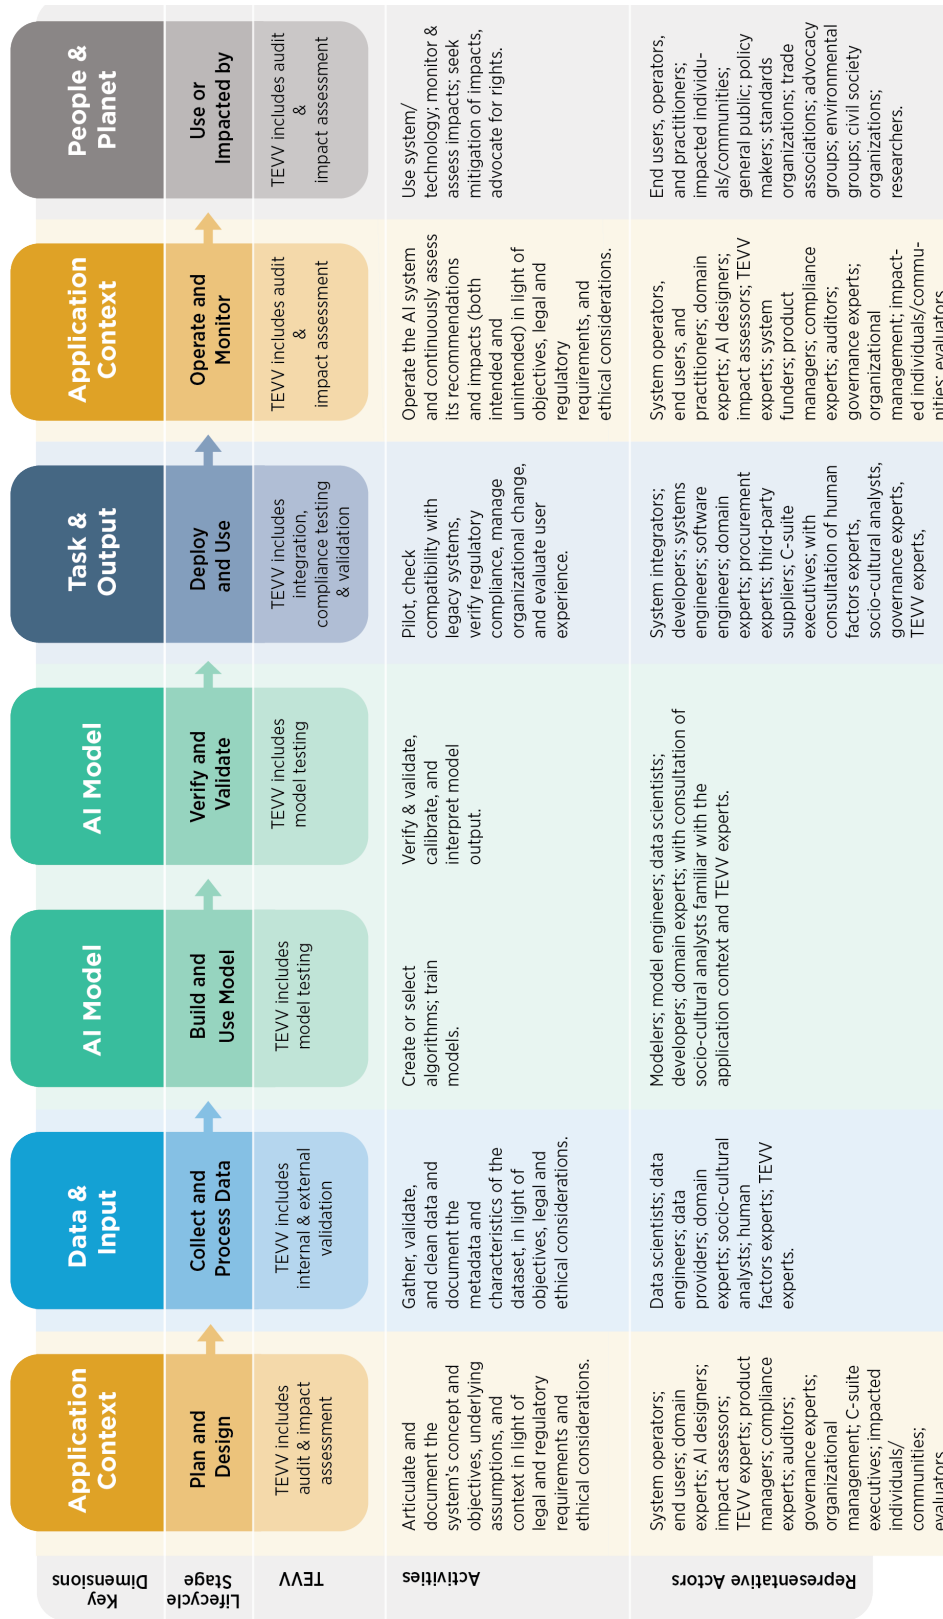 Key
Dimensions
Application
Context
Data &
Input
AI Model
AI Model
Task &
Output
Application
Context
People &
Planet
Lifecycle
Stage
Plan and
Design
Collect and
Process Data
Build and
Use Model
Verify and
Validate
Deploy
and Use
Operate and
Monitor
Use or
Impacted by
TEVV
TEVV includes
audit & impact
assessment
TEVV includes
internal & external
validation
TEVV includes
model testing
TEVV includes
model testing
TEVV includes
integration,
compliance testing
& validation
TEVV includes audit
&
impact assessment
TEVV includes audit
&
impact assessment
Activities
Articulate and
document the
system's concept and
objectives, underlying
assumptions, and
context in light of
legal and regulatory
requirements and
ethical considerations.
Gather, validate,
and clean data and
document the
metadata and
characteristics of the
dataset, in light of
objectives, legal and
ethical considerations.
Create or select
algorithms; train
models.
Verify & validate,
calibrate, and
interpret model
output.
Pilot, check
compatibility with
legacy systems,
verify regulatory
compliance, manage
organizational change,
and evaluate user
experience.
Operate the AI system
and continuously assess
its recommendations
and impacts (both
intended and
unintended) in light of
objectives, legal and
regulatory
requirements, and
ethical considerations.
Use system/
technology; monitor &
assess impacts; seek
mitigation of impacts,
advocate for rights.
Representative Actors
System operators;
end users; domain
experts; AI designers;
impact assessors;
TEVV experts; product
managers; compliance
experts; auditors;
governance experts;
organizational
management; C-suite
executives; impacted
individuals/
communities;
evaluators
Data scientists; data
engineers; data
providers; domain
experts; socio-cultural
analysts; human
factors experts; TEVV
experts.
Modelers; model engineers; data scientists;
developers; domain experts; with consultation of
socio-cultural analysts familiar with the
application context and TEVV experts.
System integrators;
developers; systems
engineers; software
engineers; domain
experts; procurement
experts; third-party
suppliers; C-suite
executives; with
consultation of human
factors experts,
socio-cultural analysts,
governance experts,
TEVV experts,
System operators,
end users, and
practitioners; domain
experts; AI designers;
impact assessors; TEVV
experts; system
funders; product
managers; compliance
experts; auditors;
governance experts;
organizational
management; impact-
ed individuals/commu-
nities; evaluators
End users, operators,
and practitioners;
impacted individu-
als/communities;
general public; policy
makers; standards
organizations; trade
associations; advocacy
groups; environmental
groups; civil society
organizations;
researchers.